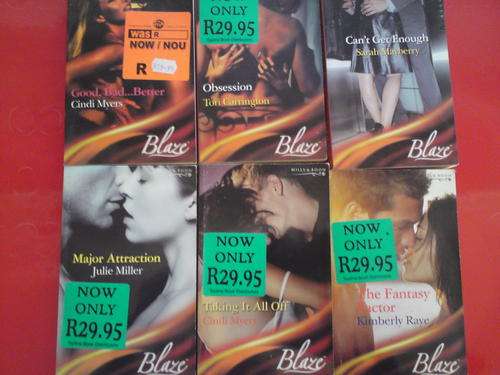 was R
NOW / NOU
R
Good, Bad...Better
Cindi Myers
Blaze
NOW
ONLY
R29.95
Obsession
Tori Carrington
Blaze
Can't Get Enough
Sarah Mayberry
Blaze
Major Attraction
Julie Miller
NOW
ONLY
R29.95
Blaze
MILLS & BOON
NOW
ONLY
R29.95
Taking It All Off
Cindi Myers
Blaze
NOW
ONLY
R29.95
The Fantasy
Factor
Kimberly Raye
Blaze